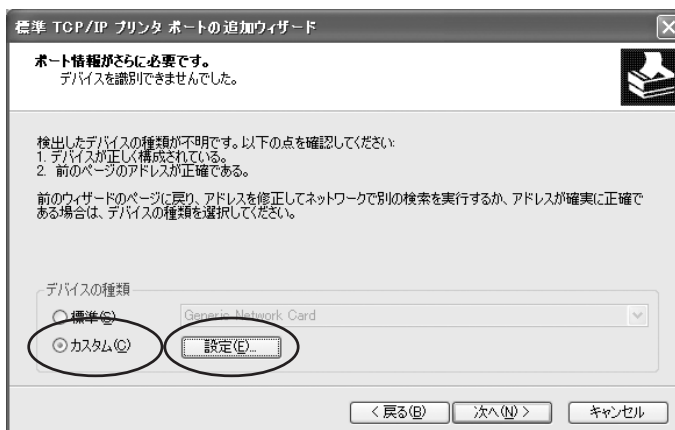 標準 TCP/IP プリンタ ポートの追加ウィザード
ポート情報がさらに必要です。
デバイスを識別できませんでした。
検出したデバイスの種類が不明です。以下の点を確認してください:
1. デバイスが正しく構成されている。
2. 前のページのアドレスが正確である。
前のウィザードのページに戻り、アドレスを修正してネットワークで別の検索を実行するか、アドレスが確実に正確で
ある場合は、デバイスの種類を選択してください。
デバイスの種類
標準(S) Generic Network Card
カスタム(C) 設定(E)...
< 戻る(B) 次へ(N) > キャンセル